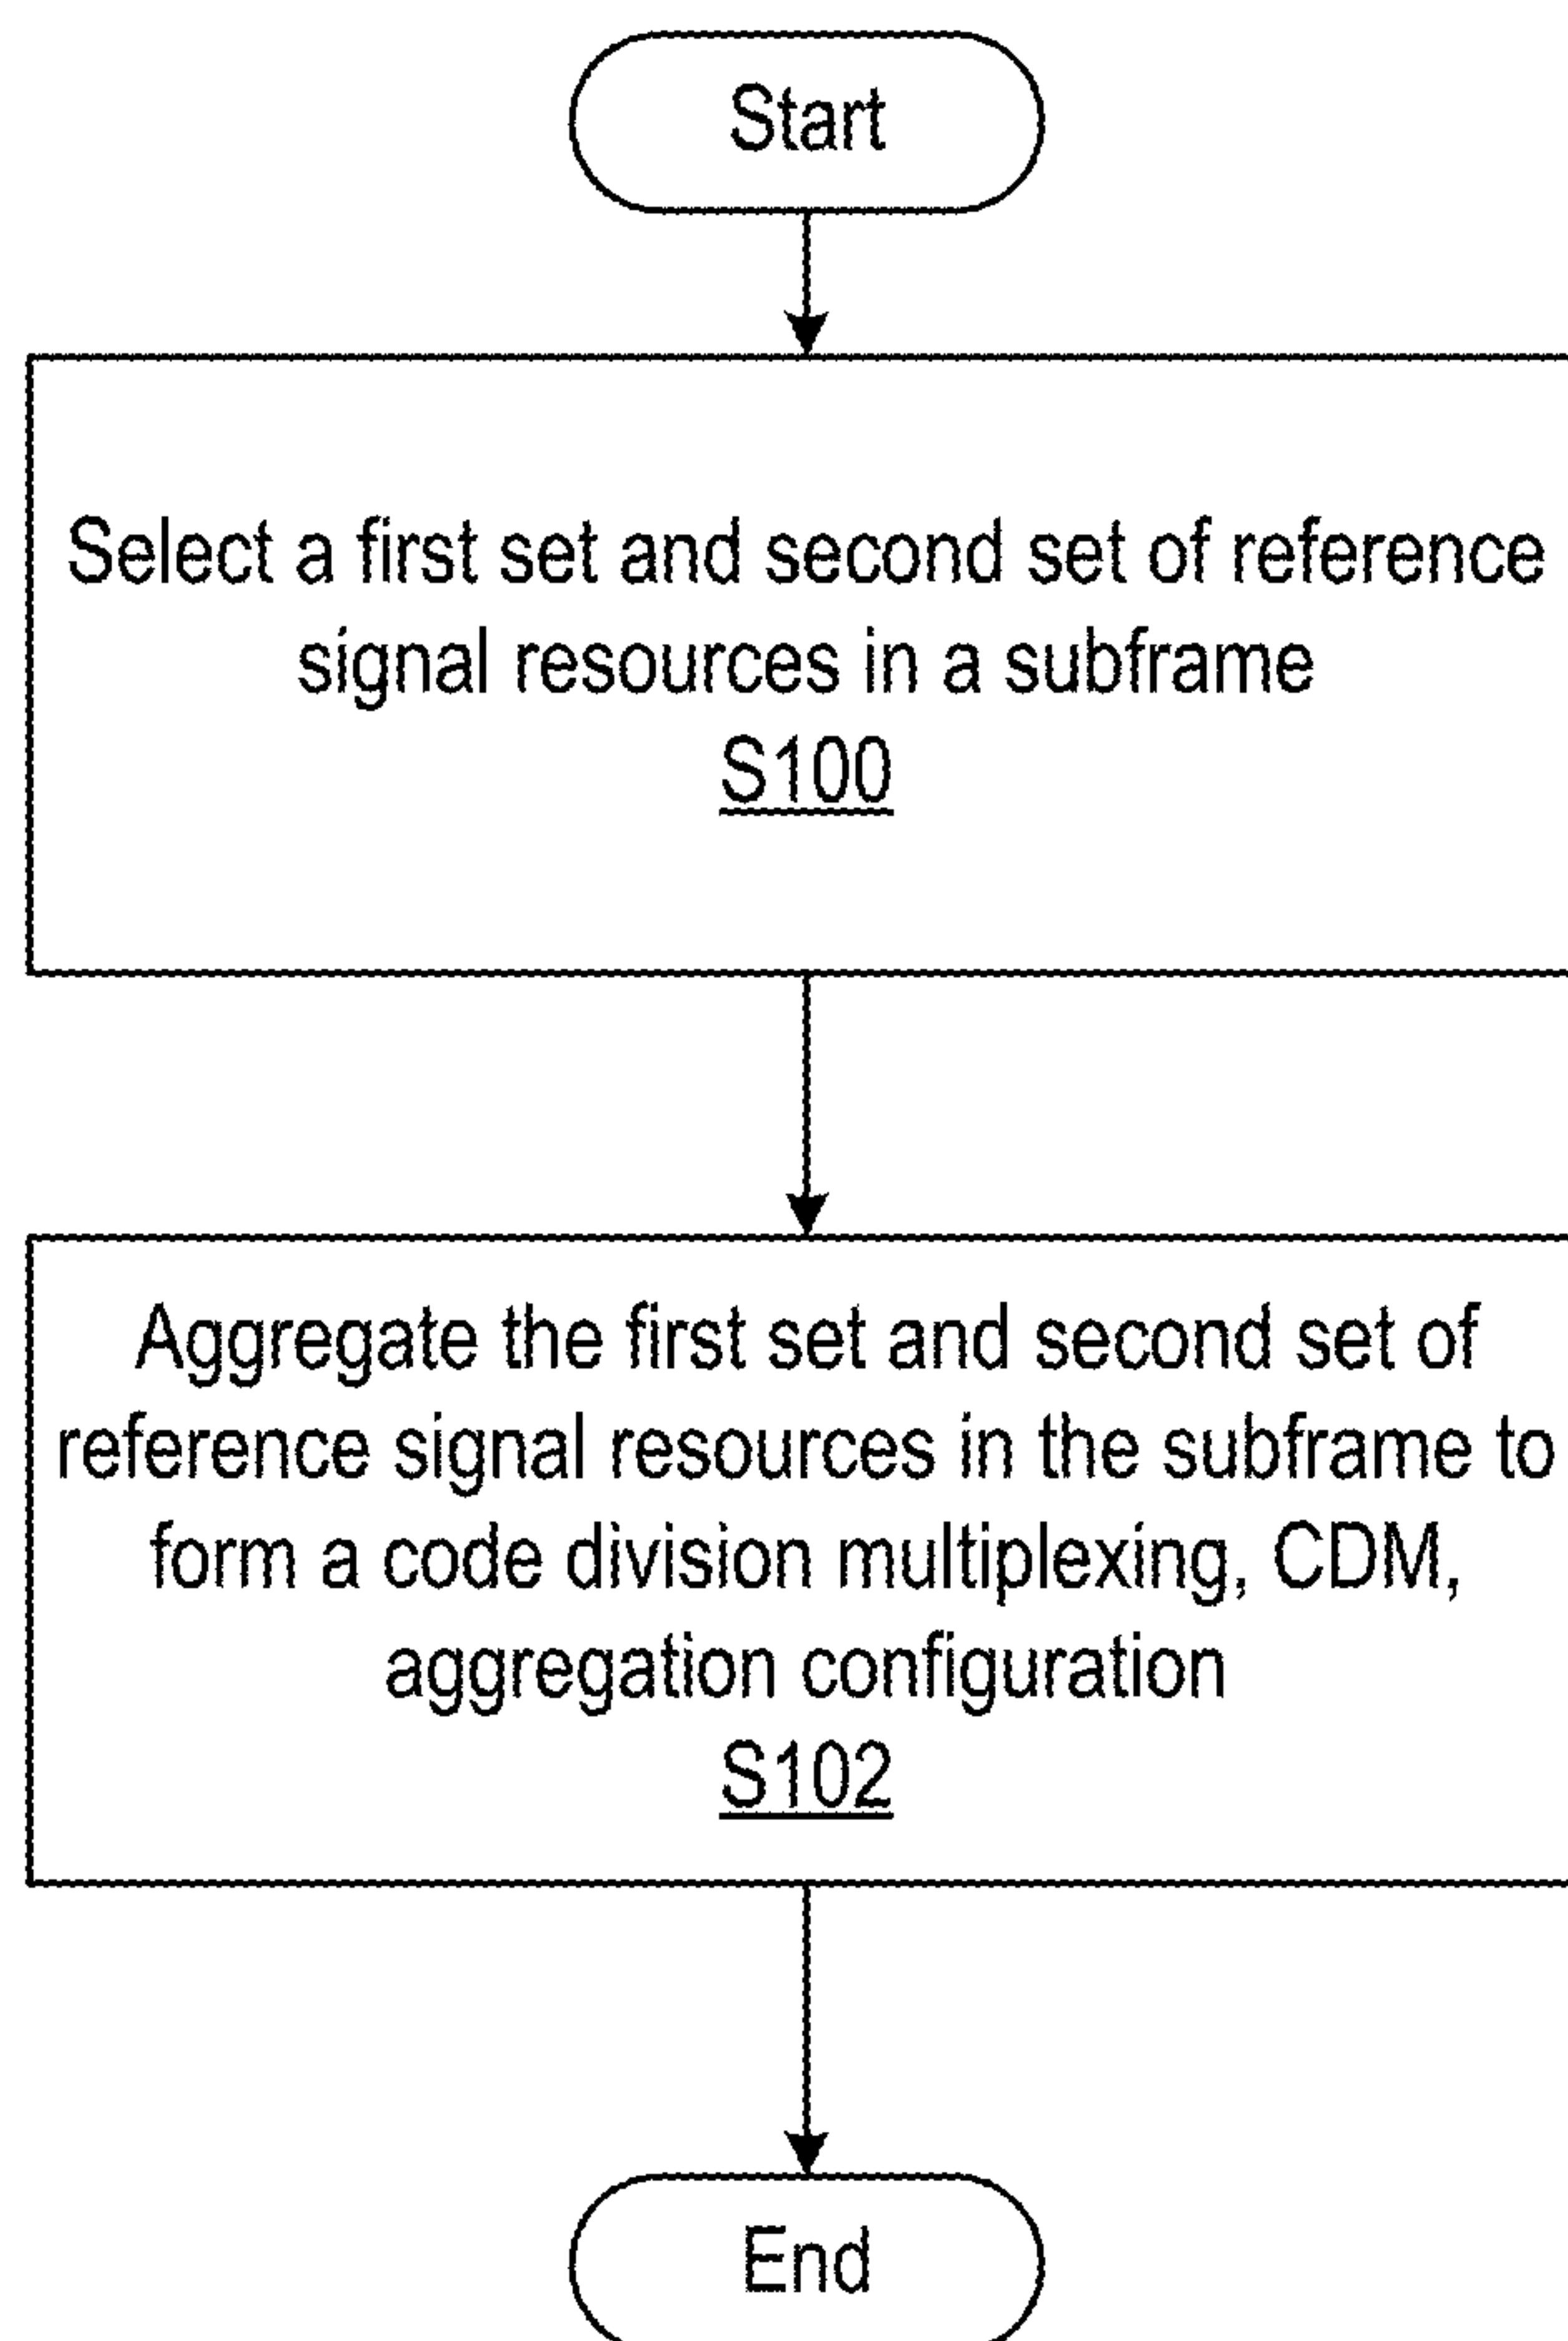 Start
Select a first set and second set of reference
signal resources in a subframe
S100
Aggregate the first set and second set of
reference signal resources in the subframe to
form a code division multiplexing, CDM,
aggregation configuration
S102
End